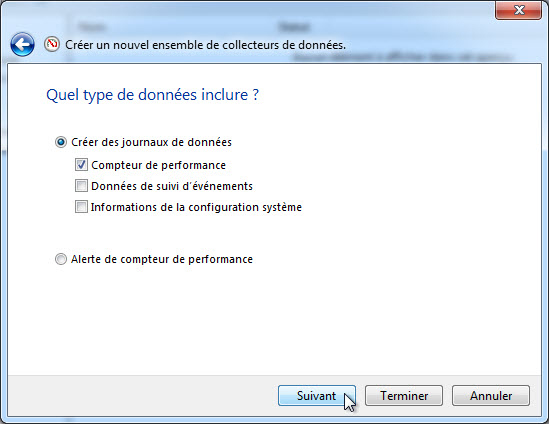 Créer un nouvel ensemble de collecteurs de données.
Quel type de données inclure ?
Créer des journaux de données
Compteur de performance
Données de suivi d'événements
Informations de la configuration système
Alerte de compteur de performance
Suivant Terminer Annuler